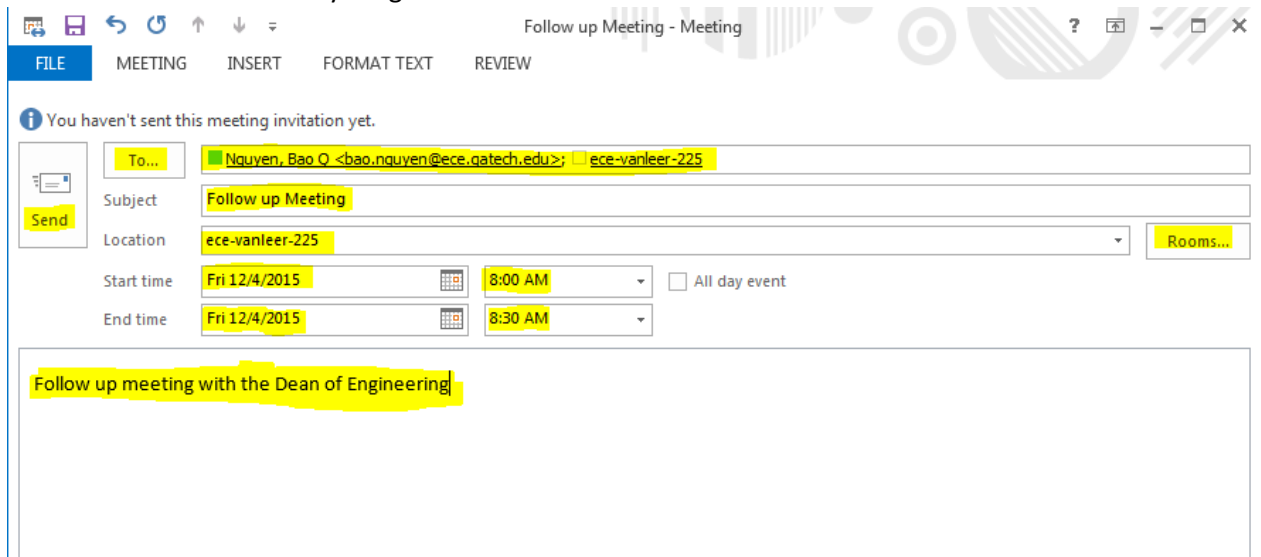 Follow up Meeting - Meeting
?
FILE MEETING INSERT FORMAT TEXT REVIEW
You haven't sent this meeting invitation yet.
To... Nguyen, Bao Q <bao.nguyen@ece.gatech.edu>; ece-vanleer-225
Subject Follow up Meeting
Send
Location ece-vanleer-225 Rooms...
Start time Fri 12/4/2015 8:00 AM All day event
End time Fri 12/4/2015 8:30 AM
Follow up meeting with the Dean of Engineering